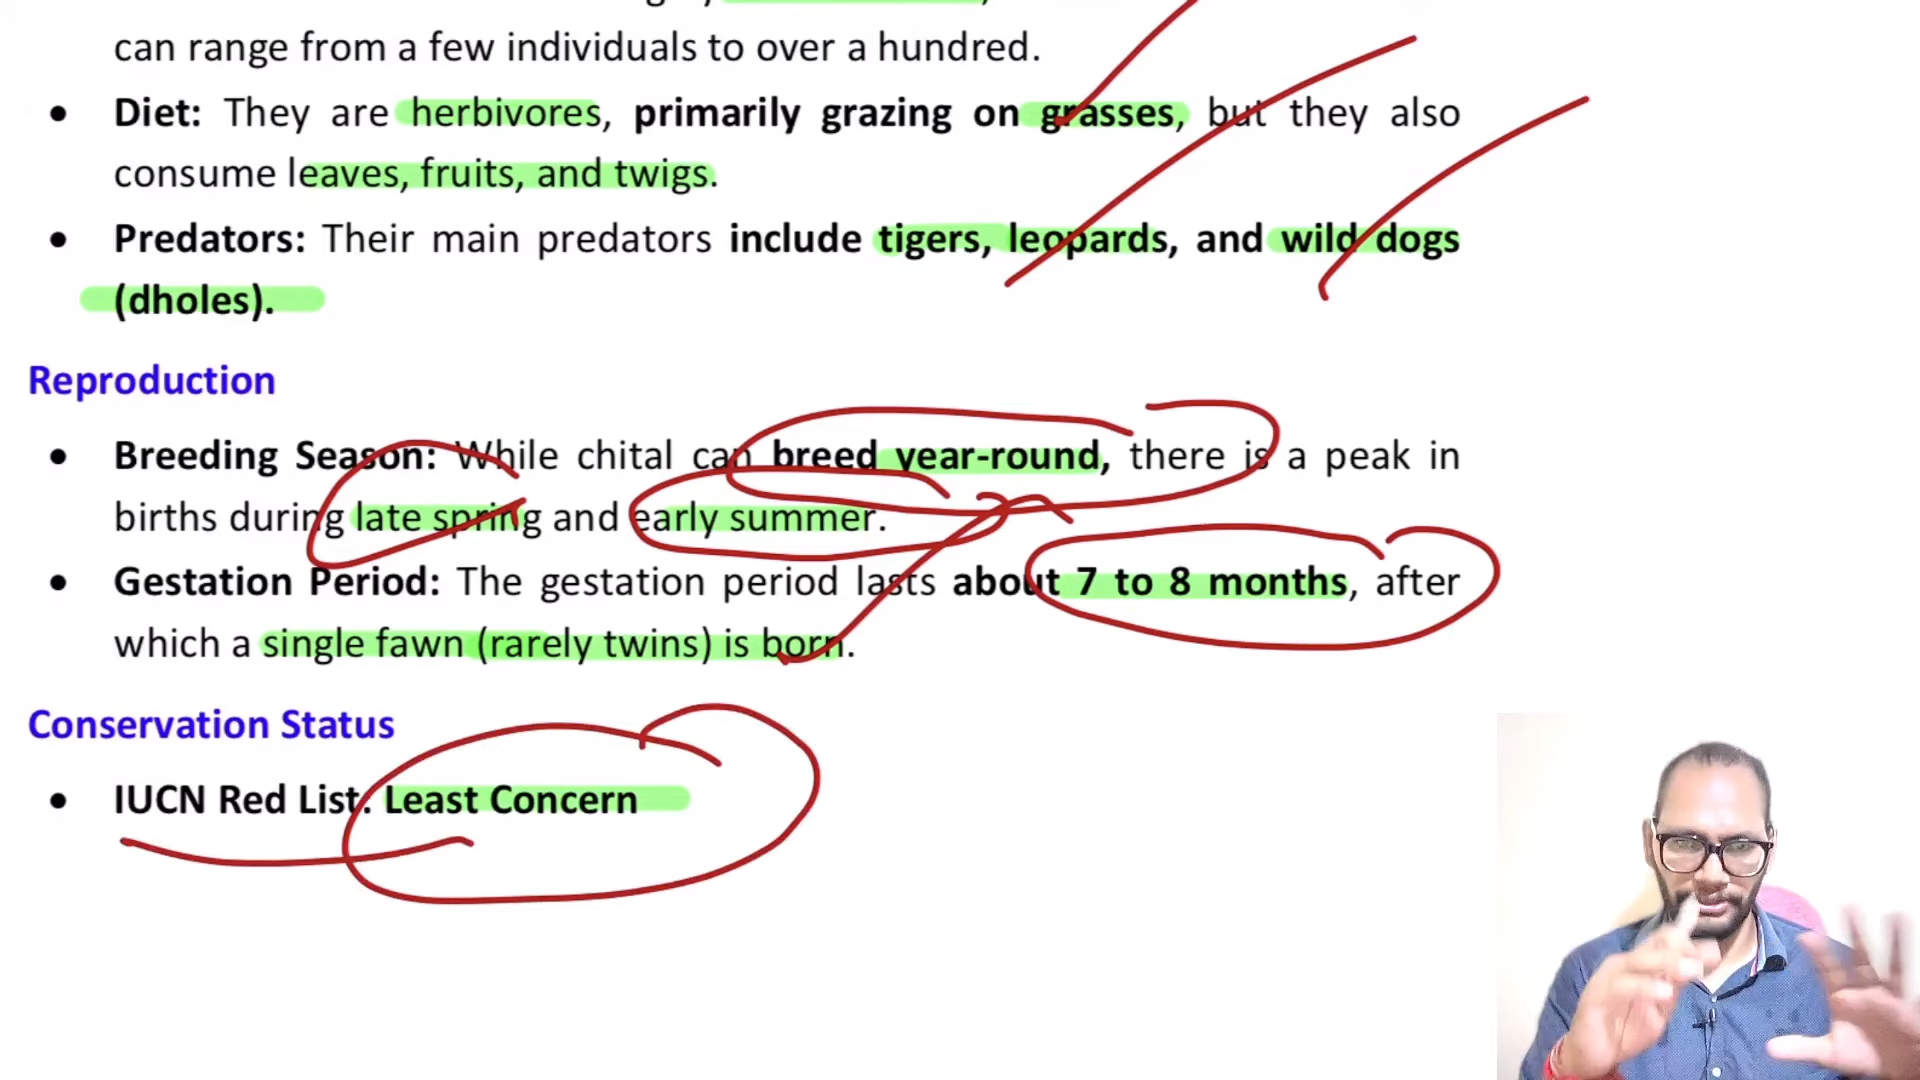 can range from a few individuals to over a hundred.
• Diet: They are herbivores, primarily grazing on grasses, but they also
consume leaves, fruits, and twigs.
• Predators: Their main predators include tigers, leopards, and wild dogs
(dholes).
Reproduction
• Breeding Season: While chital can breed year-round, there is a peak in
births during late spring and early summer.
• Gestation Period: The gestation period lasts about 7 to 8 months, after
which a single fawn (rarely twins) is born.
Conservation Status
• IUCN Red List: Least Concern